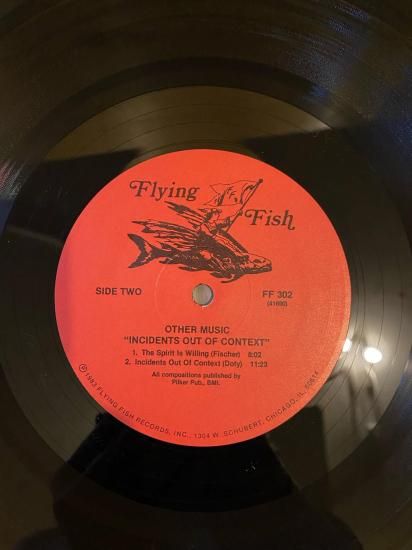 Flying Fish
SIDE TWO
FF 302
(41680)
OTHER MUSIC
"INCIDENTS OUT OF CONTEXT"
1. The Spirit Is Willing (Fischer) 8:02
2. Incidents Out Of Context (Doty) 11:23
All compositions published by
Pilker Pub., BMI.
℗ 1983 FLYING FISH RECORDS, INC., 1304 W. SCHUBERT, CHICAGO, IL 60614